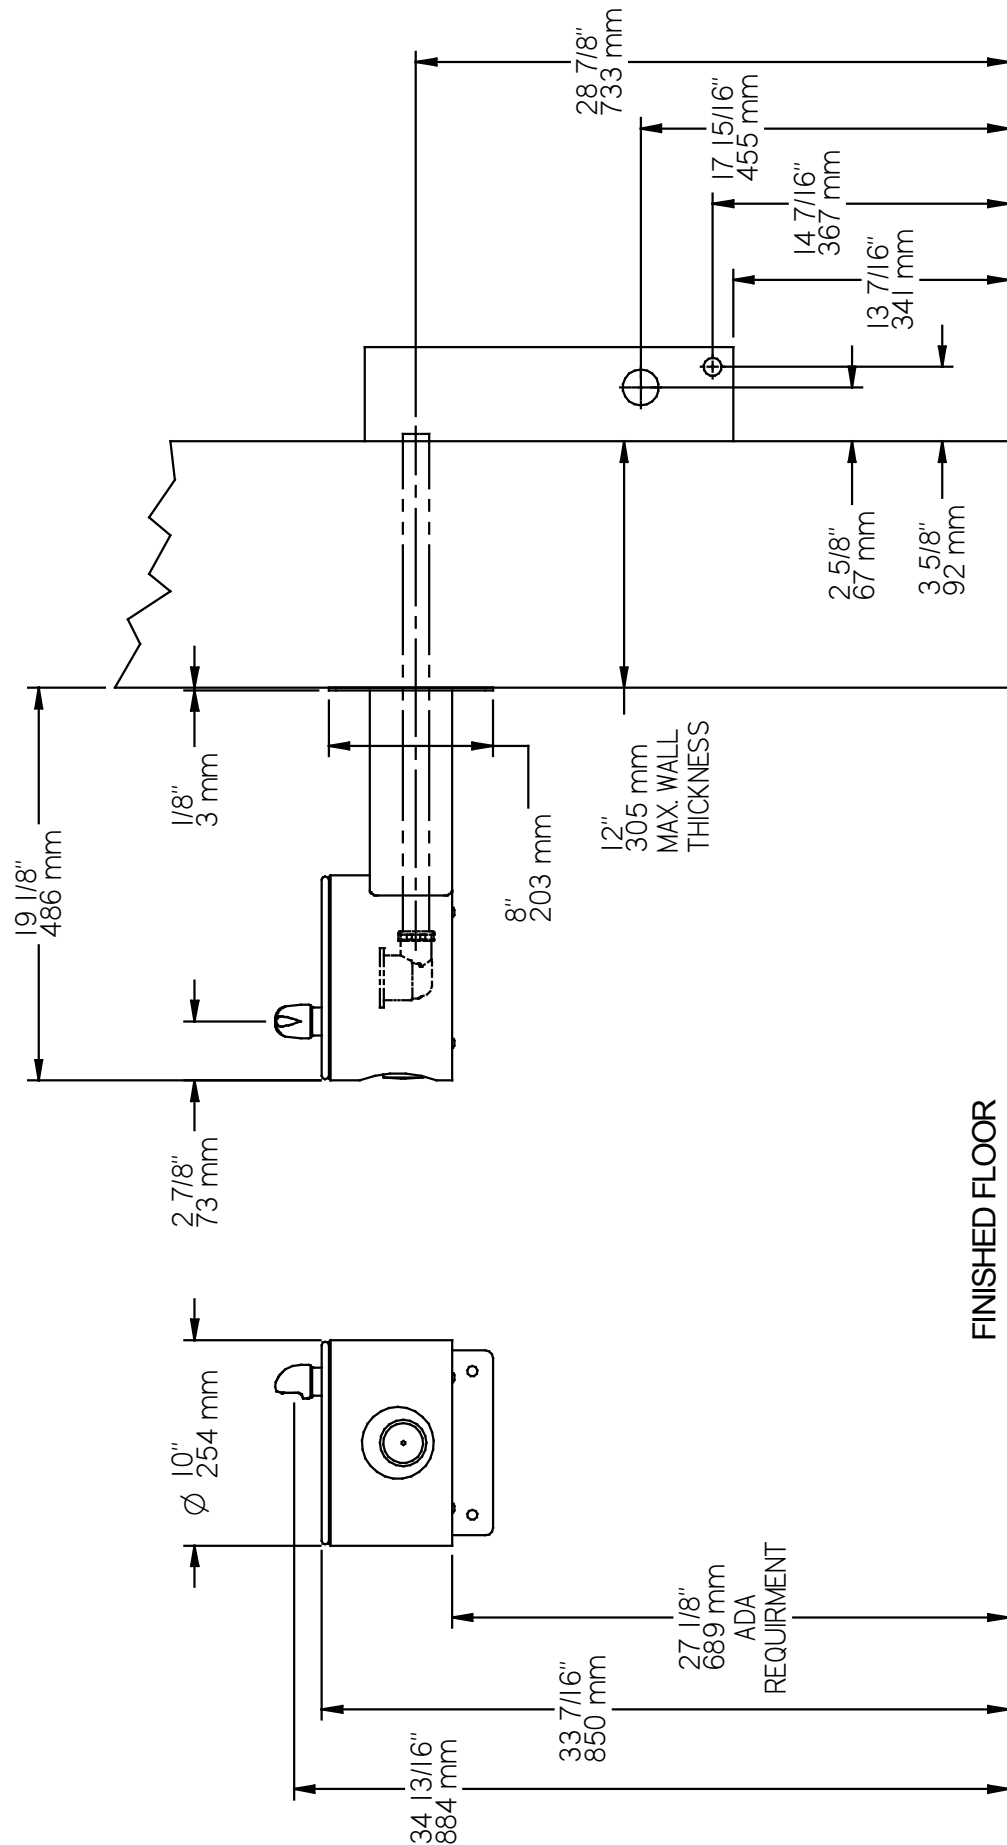 34 13/16"
884 mm
33 7/16"
850 mm
27 1/8"
689 mm
ADA
REQUIRMENT
Ø 10"
254 mm
FINISHED FLOOR
2 7/8"
73 mm
19 1/8"
486 mm
1/8"
3 mm
8"
203 mm
12"
305 mm
MAX. WALL
THICKNESS
2 5/8"
67 mm
3 5/8"
92 mm
13 7/16"
341 mm
14 7/16"
367 mm
17 15/16"
455 mm
28 7/8"
733 mm